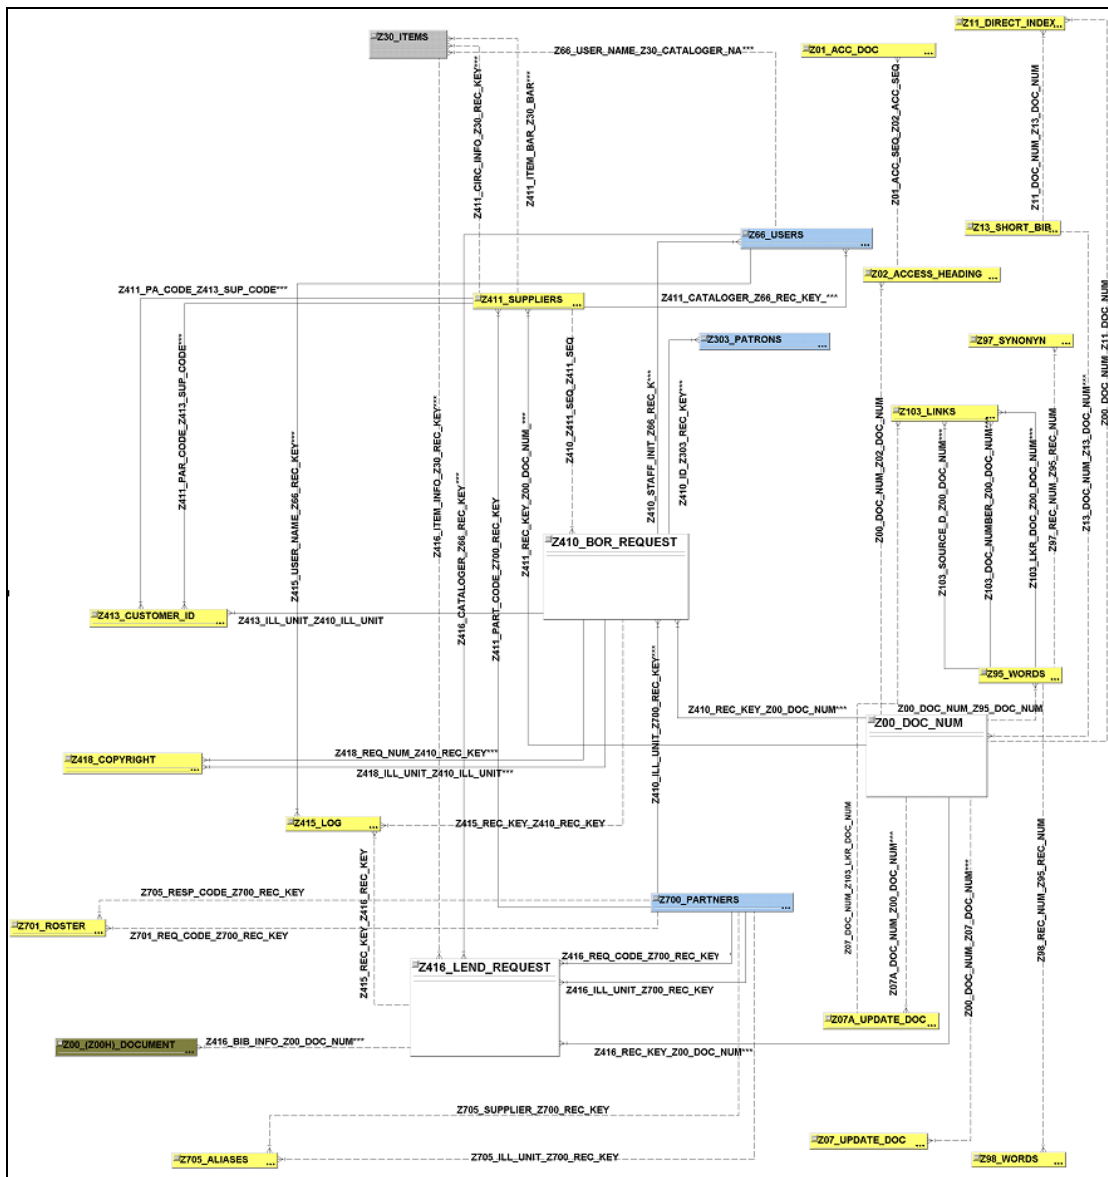 Z30_ITEMS
Z66_USER_NAME_Z30_CATALOGER_NA***
Z01_ACC_DOC
Z11_DIRECT_INDEX
Z411_CIRC_INFO_Z30_REC_KEY***
Z411_ITEM_BAR_Z30_BAR***
Z01_ACC_SEQ_Z02_ACC_SEQ
Z11_DOC_NUM_Z13_DOC_NUM
Z66_USERS
Z13_SHORT_BIB
Z02_ACCESS_HEADING
Z411_PA_CODE_Z413_SUP_CODE***
Z411_SUPPLIERS
Z411_CATALOGER_Z66_REC_KEY_***
Z00_DOC_NUM_Z11_DOC_NUM
Z303_PATRONS
Z97_SYNONYN
Z411_PAR_CODE_Z413_SUP_CODE***
Z410_Z411_SEQ_Z411_SEQ
Z103_LINKS
Z415_USER_NAME_Z66_REC_KEY***
Z416_ITEM_INFO_Z30_REC_KEY***
Z416_CATALOGER_Z66_REC_KEY***
Z411_PART_CODE_Z700_REC_KEY
Z411_REC_KEY_Z00_DOC_NUM_***
Z410_STAFF_INIT_Z66_REC_K***
Z410_ID_Z303_REC_KEY***
Z00_DOC_NUM_Z02_DOC_NUM
Z103_SOURCE_D_Z00_DOC_NUM***
Z103_DOC_NUMBER_Z00_DOC_NUM***
Z103_LKR_DOC_Z00_DOC_NUM***
Z97_REC_NUM_Z95_REC_NUM
Z13_DOC_NUM_Z13_DOC_NUM***
Z410_BOR_REQUEST
Z413_CUSTOMER_ID
Z413_ILL_UNIT_Z410_ILL_UNIT
Z95_WORDS
Z410_REC_KEY_Z00_DOC_NUM***
Z00_DOC_NUM_Z95_DOC_NUM
Z00_DOC_NUM
Z410_ILL_UNIT_Z700_REC_KEY***
Z418_COPYRIGHT
Z418_REQ_NUM_Z410_REC_KEY***
Z418_ILL_UNIT_Z410_ILL_UNIT***
Z415_LOG
Z415_REC_KEY_Z410_REC_KEY
Z07_DOC_NUM_Z103_LKR_DOC_NUM
Z07A_DOC_NUM_Z00_DOC_NUM***
Z00_DOC_NUM_Z07_DOC_NUM***
Z98_REC_NUM_Z95_REC_NUM
Z705_RESP_CODE_Z700_REC_KEY
Z700_PARTNERS
Z701_ROSTER
Z701_REQ_CODE_Z700_REC_KEY
Z415_REC_KEY_Z416_REC_KEY
Z416_LEND_REQUEST
Z416_REQ_CODE_Z700_REC_KEY
Z416_ILL_UNIT_Z700_REC_KEY
Z07A_UPDATE_DOC
Z00_(Z00H)_DOCUMENT
Z416_BIB_INFO_Z00_DOC_NUM***
Z416_REC_KEY_Z00_DOC_NUM***
Z705_SUPPLIER_Z700_REC_KEY
Z07_UPDATE_DOC
Z705_ALIASES
Z705_ILL_UNIT_Z700_REC_KEY
Z98_WORDS